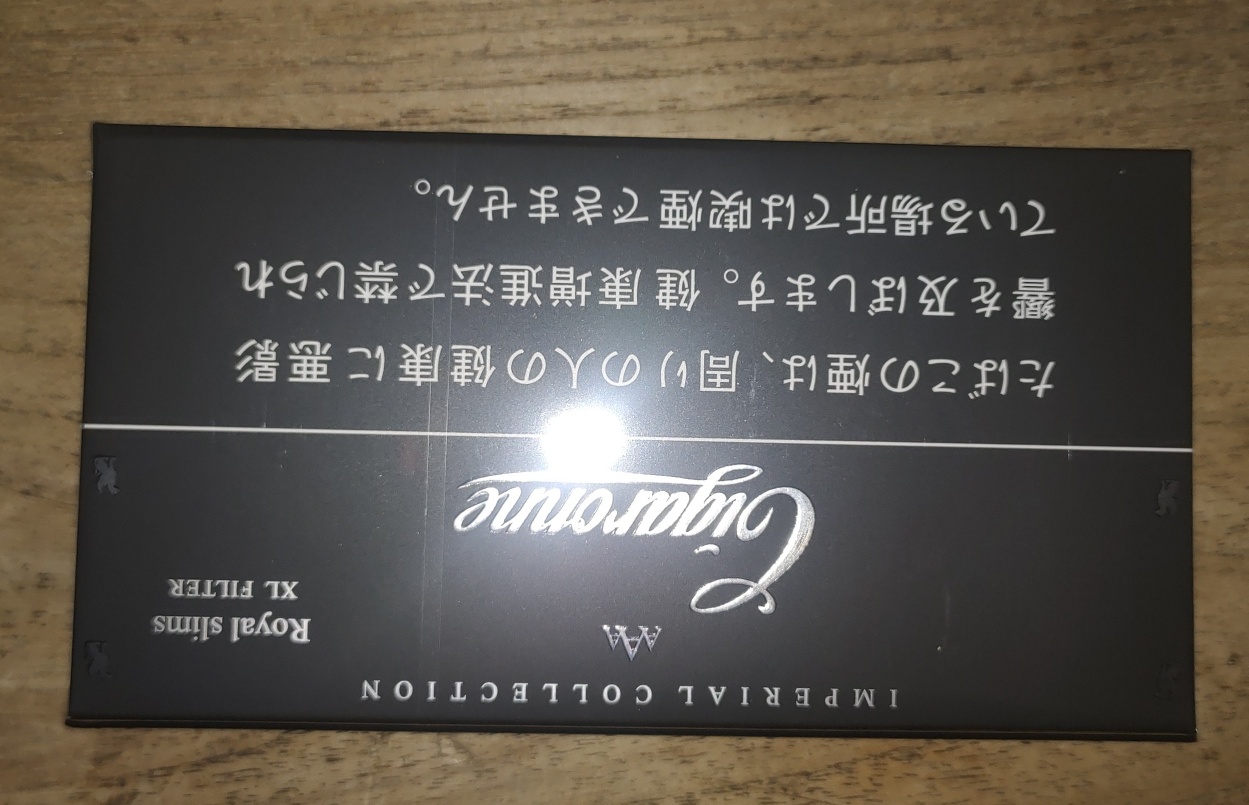 IMPERIAL COLLECTION
Royal slims
XL FILTER
Cigaronne
たばこの煙は、周りの人の健康に悪影
響を及ぼします。健康増進法で禁じられ
ている場所では喫煙できません。